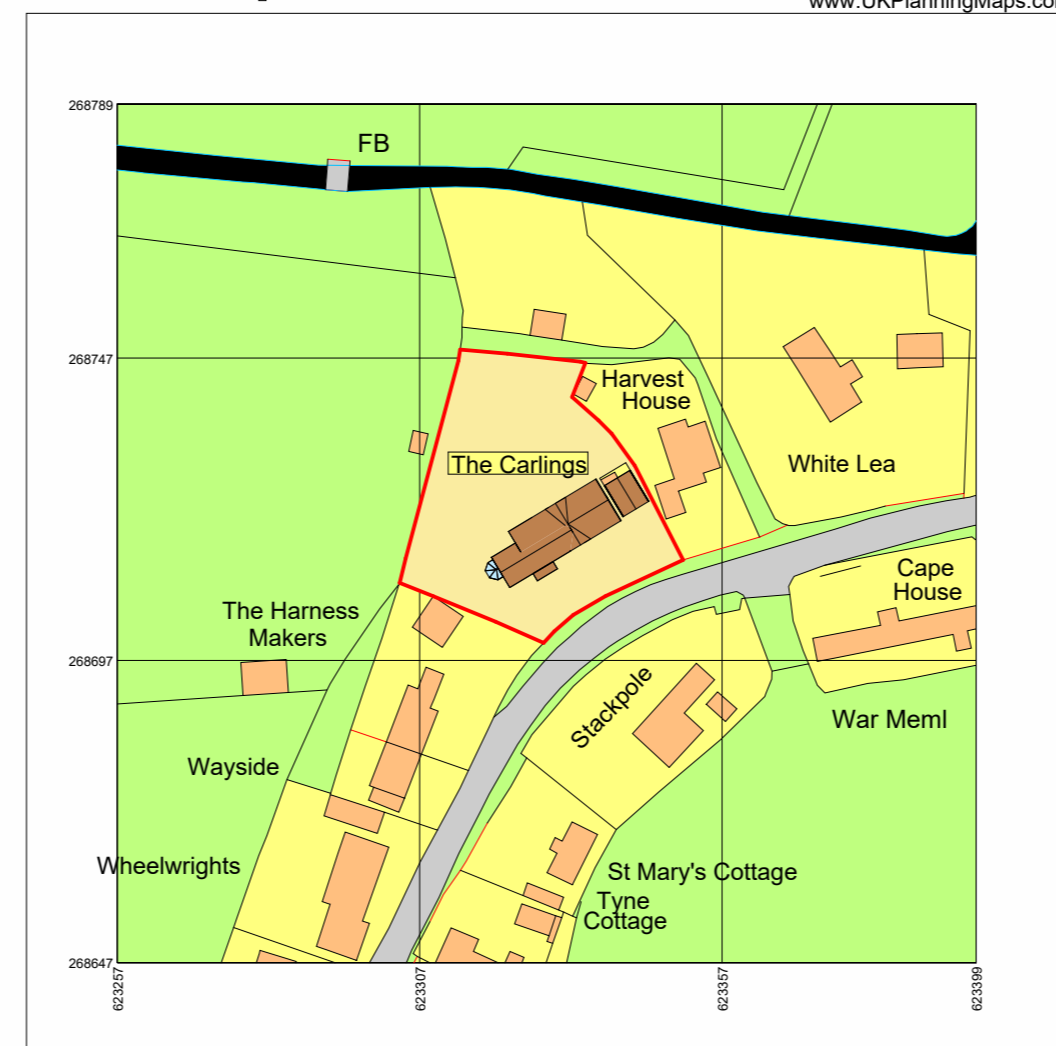 www.UKPlanningMaps.co
268789
FB
268747
Harvest
House
The Carlings
White Lea
Cape
House
The Harness
Makers
268697
Stackpole
War Meml
Wayside
Wheelwrights
St Mary's Cottage
Tyne
Cottage
268647
623257
623307
623357
623399